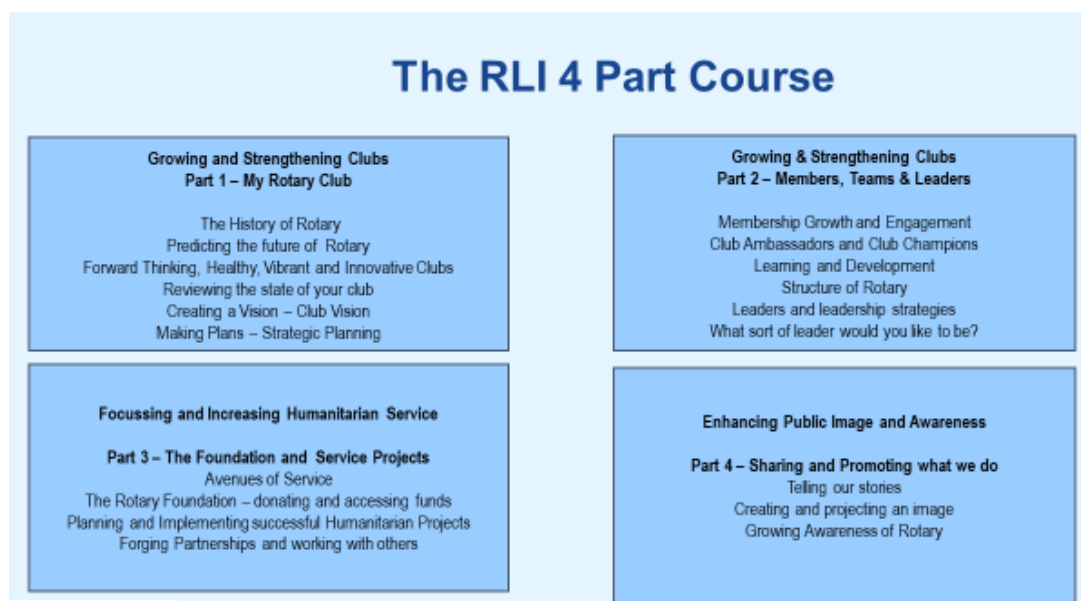 The RLI 4 Part Course
Growing and Strengthening Clubs
Part 1 – My Rotary Club
The History of Rotary
Predicting the future of Rotary
Forward Thinking, Healthy, Vibrant and Innovative Clubs
Reviewing the state of your club
Creating a Vision – Club Vision
Making Plans – Strategic Planning
Growing & Strengthening Clubs
Part 2 – Members, Teams & Leaders
Membership Growth and Engagement
Club Ambassadors and Club Champions
Learning and Development
Structure of Rotary
Leaders and leadership strategies
What sort of leader would you like to be?
Focussing and Increasing Humanitarian Service
Part 3 – The Foundation and Service Projects
Avenues of Service
The Rotary Foundation – donating and accessing funds
Planning and Implementing successful Humanitarian Projects
Forging Partnerships and working with others
Enhancing Public Image and Awareness
Part 4 – Sharing and Promoting what we do
Telling our stories
Creating and projecting an image
Growing Awareness of Rotary